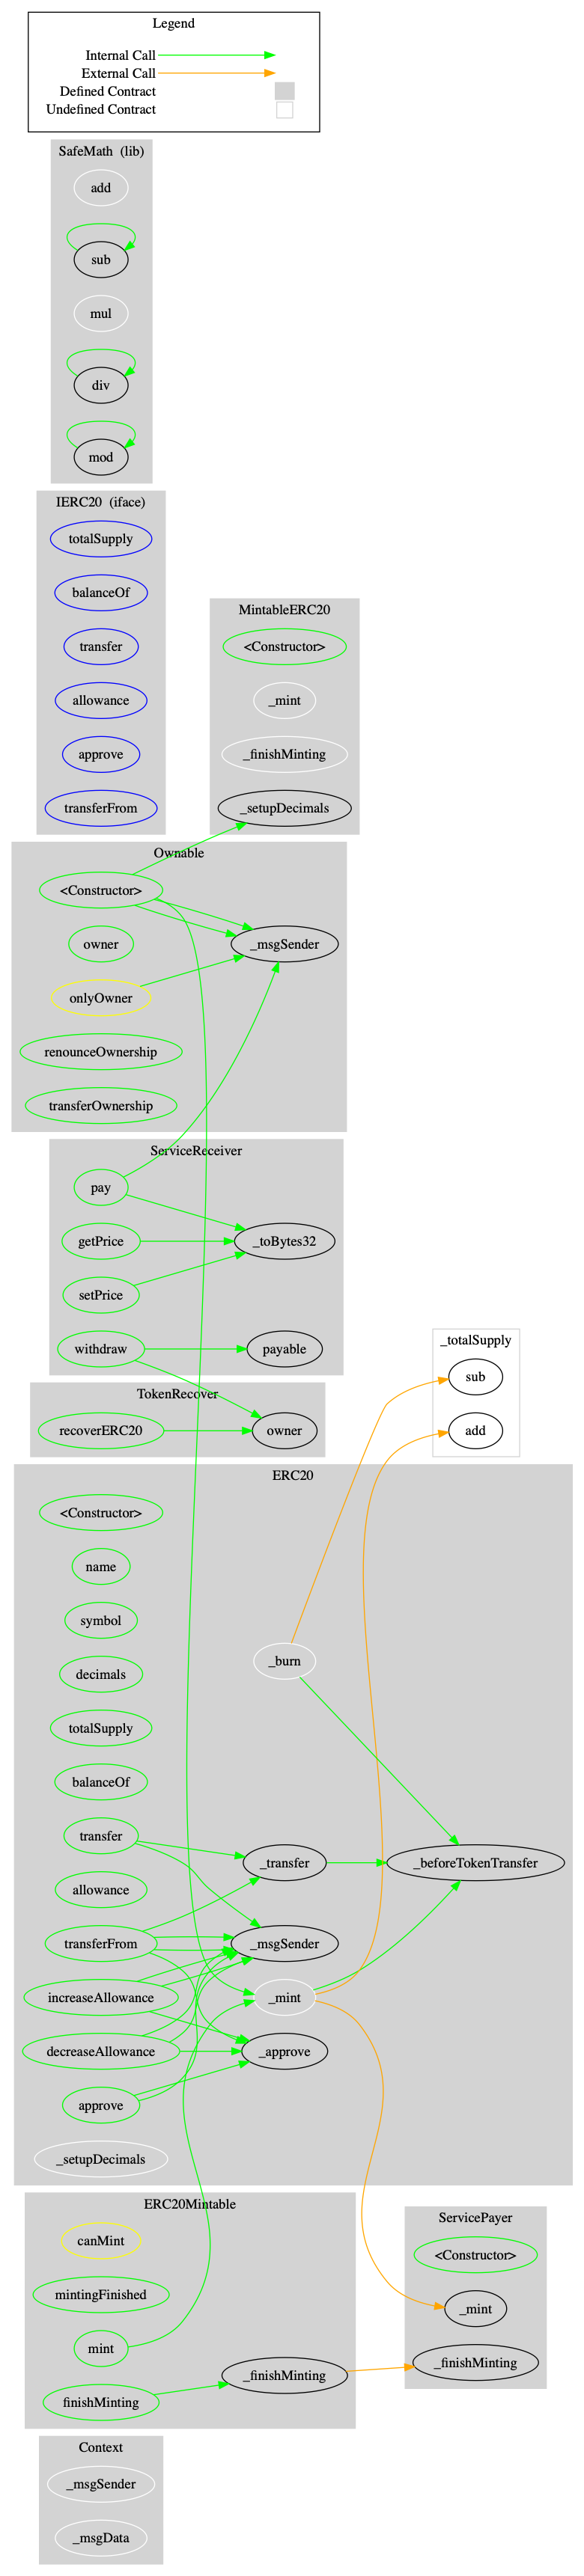 Legend
Internal Call
External Call
Defined Contract
Undefined Contract
SafeMath (lib)
add
sub
mul
div
mod
IERC20 (iface)
totalSupply
balanceOf
transfer
allowance
approve
transferFrom
MintableERC20
<Constructor>
_mint
_finishMinting
_setupDecimals
Ownable
<Constructor>
owner
onlyOwner
renounceOwnership
transferOwnership
_msgSender
ServiceReceiver
pay
getPrice
setPrice
withdraw
_toBytes32
payable
TokenRecover
recoverERC20
owner
_totalSupply
sub
add
ERC20
<Constructor>
name
symbol
decimals
totalSupply
balanceOf
transfer
allowance
transferFrom
increaseAllowance
decreaseAllowance
approve
_setupDecimals
_burn
_transfer
_msgSender
_mint
_approve
_beforeTokenTransfer
ERC20Mintable
canMint
mintingFinished
mint
finishMinting
_finishMinting
ServicePayer
<Constructor>
_mint
_finishMinting
Context
_msgSender
_msgData